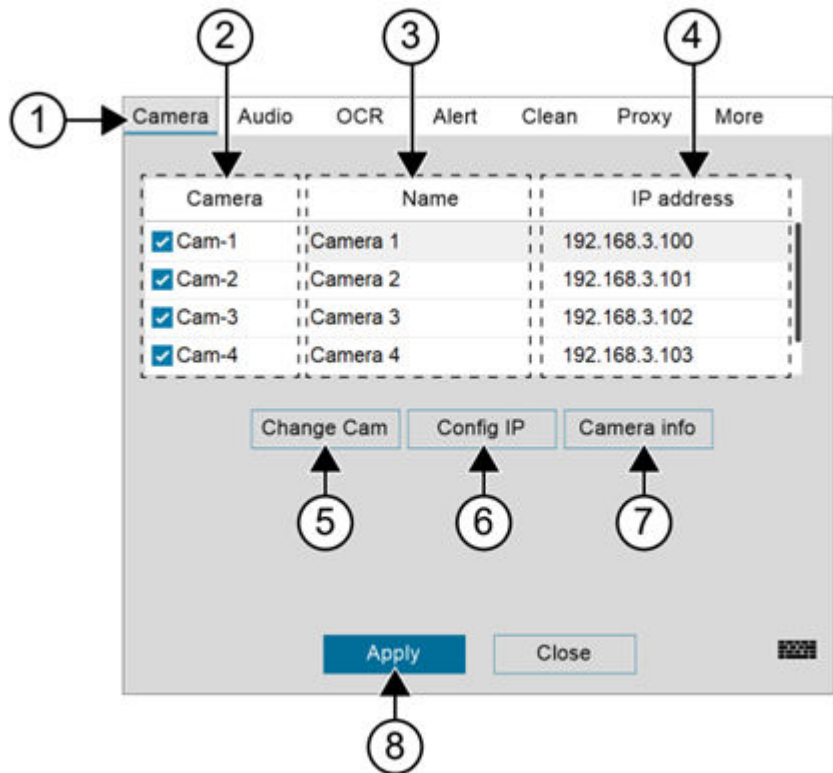 2 3 4
1 Camera Audio OCR Alert Clean Proxy More
Camera Name IP address
Cam-1 Camera 1 192.168.3.100
Cam-2 Camera 2 192.168.3.101
Cam-3 Camera 3 192.168.3.102
Cam-4 Camera 4 192.168.3.103
Change Cam Config IP Camera info
5 6 7
Apply Close
8